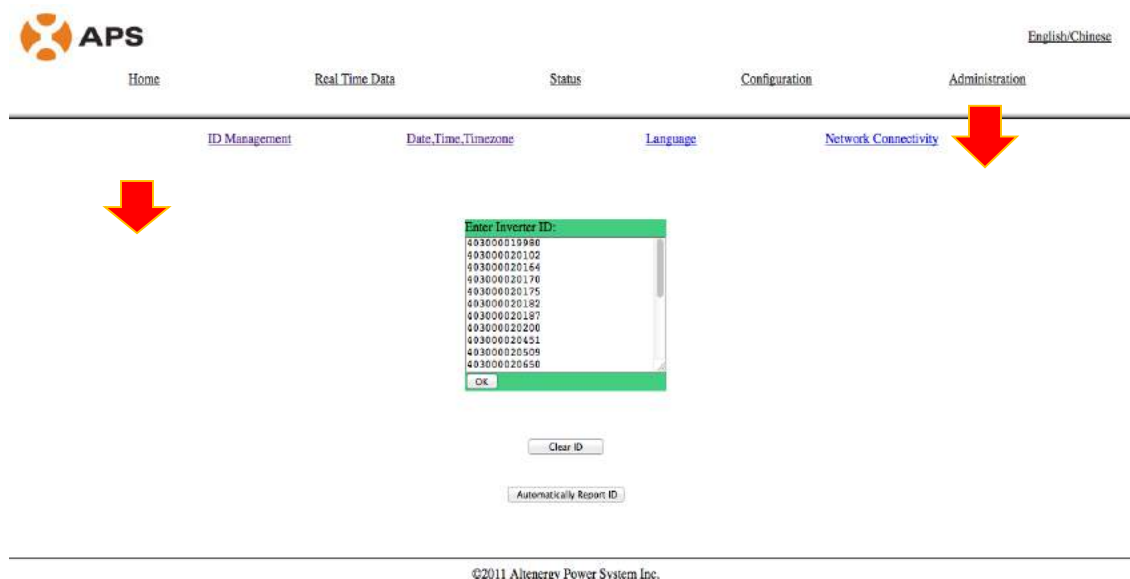 APS
English/Chinese
Home Real Time Data Status Configuration Administration
ID Management Date,Time,Timezone Language Network Connectivity
Enter Inverter ID:
403000019980
403000020102
403000020164
403000020170
403000020175
403000020182
403000020187
403000020200
403000020451
403000020509
403000020650
OK
Clear ID
Automatically Report ID
©2011 Altenergy Power System Inc.